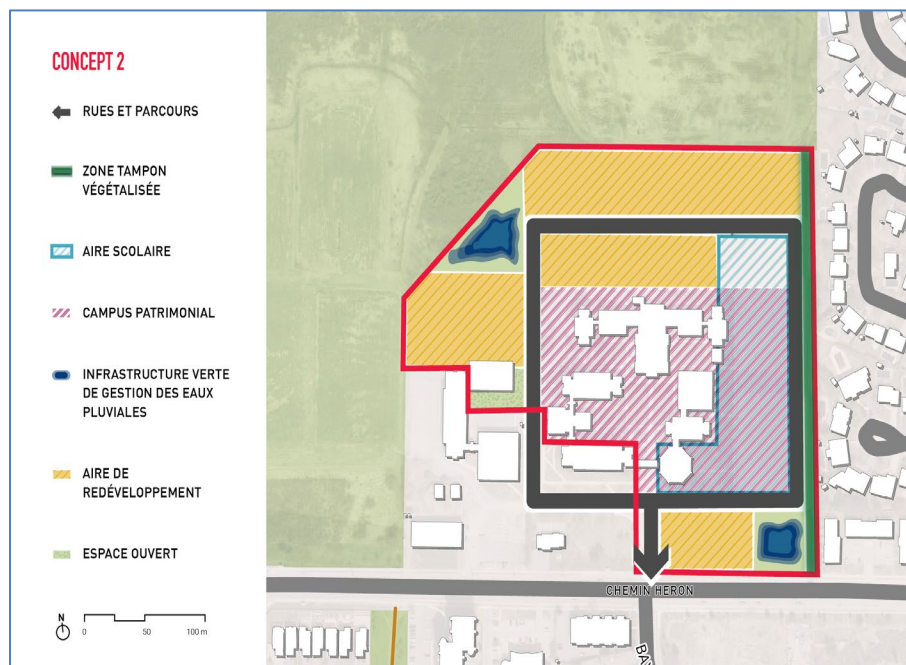 CONCEPT 2
RUES ET PARCOURS
ZONE TAMPON
VÉGÉTALISÉE
AIRE SCOLAIRE
CAMPUS PATRIMONIAL
INFRASTRUCTURE VERTE
DE GESTION DES EAUX
PLUVIALES
AIRE DE
REDÉVELOPPEMENT
ESPACE OUVERT
N
0 50 100 m
CHEMIN HERON